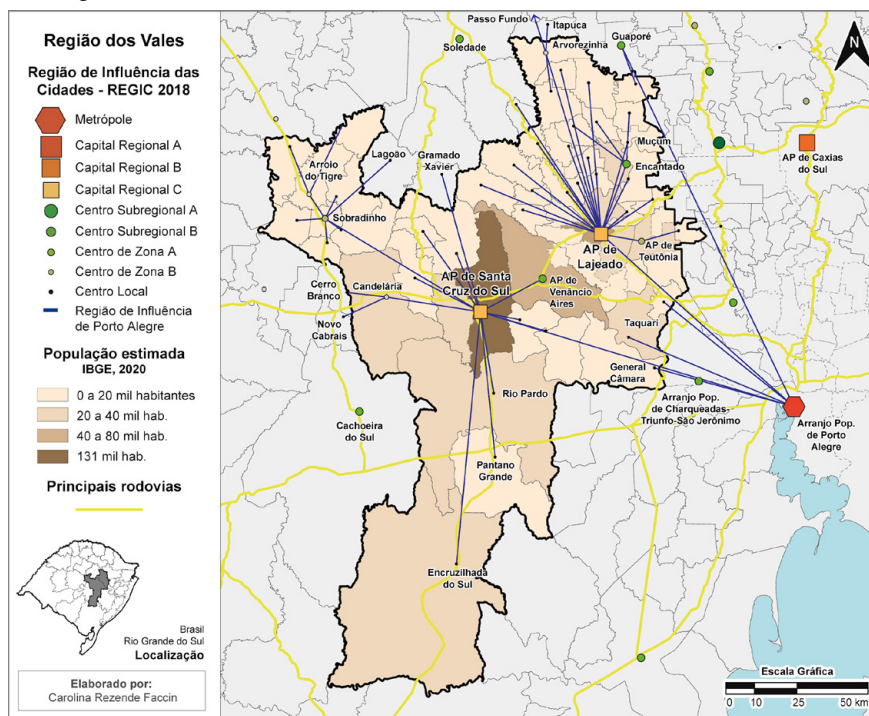 Região dos Vales
Região de Influência das
Cidades - REGIC 2018
Metrópole
Capital Regional A
Capital Regional B
Capital Regional C
Centro Subregional A
Centro Subregional B
Centro de Zona A
Centro de Zona B
Centro Local
Região de Influência
de Porto Alegre
População estimada
IBGE, 2020
0 a 20 mil habitantes
20 a 40 mil hab.
40 a 80 mil hab.
131 mil hab.
Principais rodovias
Brasil
Rio Grande do Sul
Localização
Elaborado por:
Carolina Rezende Faccin
Passo Fundo
Itapuca
Soledade
Arvorezinha
Guaporé
N
Muçum
Encantado
AP de Caxias
do Sul
Arroio
do Tigre
Lagoão
Gramado
Xavier
Sobradinho
AP de
Lajeado
AP de
Teutônia
AP de Santa
Cruz do Sul
AP de
Venâncio
Aires
Cerro
Branco
Candelária
Novo
Cabrais
Taquari
General
Câmara
Rio Pardo
Arranjo Pop.
de Charqueadas-
Triunfo-São Jerônimo
Arranjo Pop.
de Porto
Alegre
Cachoeira
do Sul
Pantano
Grande
Encruzilhada
do Sul
Escala Gráfica
0 10 25 50 km